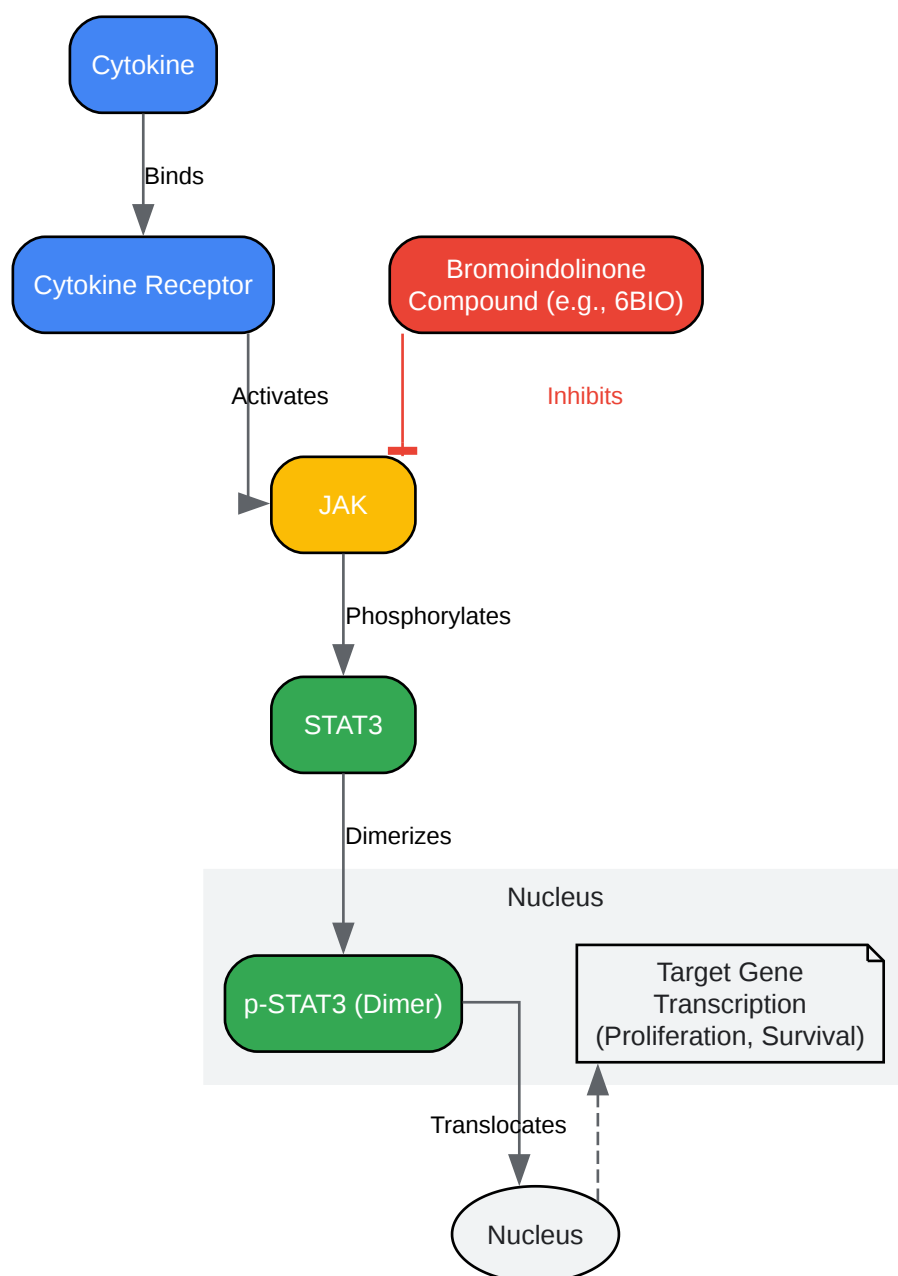 Cytokine
Binds
Cytokine Receptor
Bromoindolinone
Compound (e.g., 6BIO)
Activates
Inhibits
JAK
Phosphorylates
STAT3
Dimerizes
Nucleus
p-STAT3 (Dimer)
Target Gene
Transcription
(Proliferation, Survival)
Translocates
Nucleus